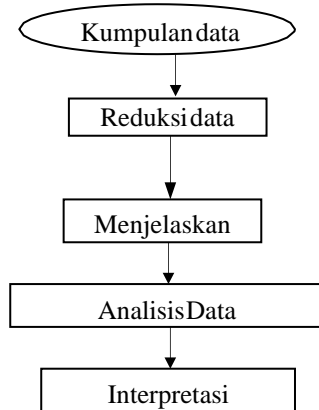 Kumpulan data
Reduksi data
Menjelaskan
Analisis Data
Interpretasi